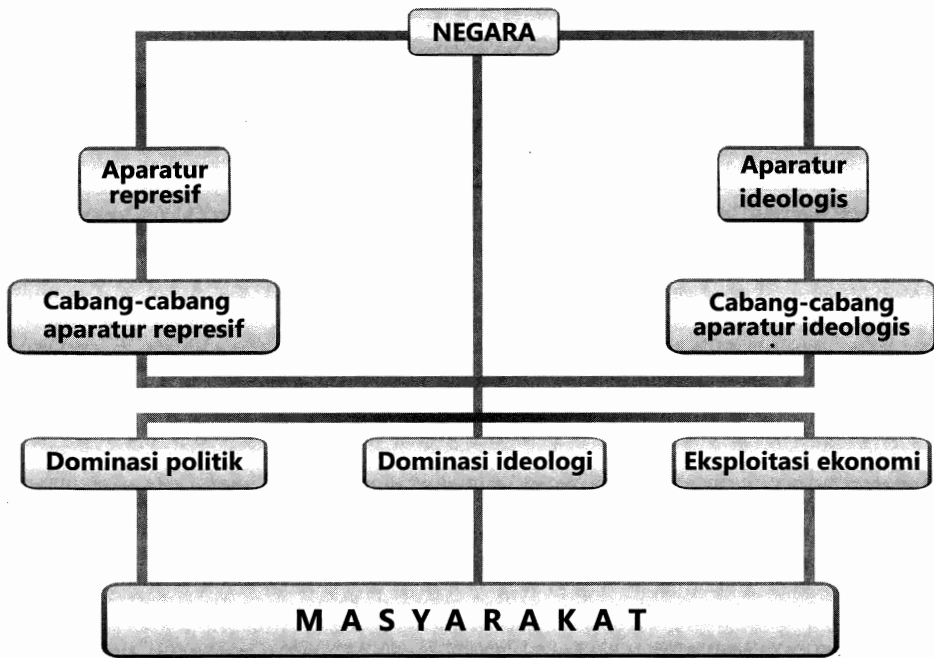 NEGARA
Aparatur
represif
Aparatur
ideologis
Cabang-cabang
aparatur represif
Cabang-cabang
aparatur ideologis
Dominasi politik
Dominasi ideologi
Eksploitasi ekonomi
M A S Y A R A K A T